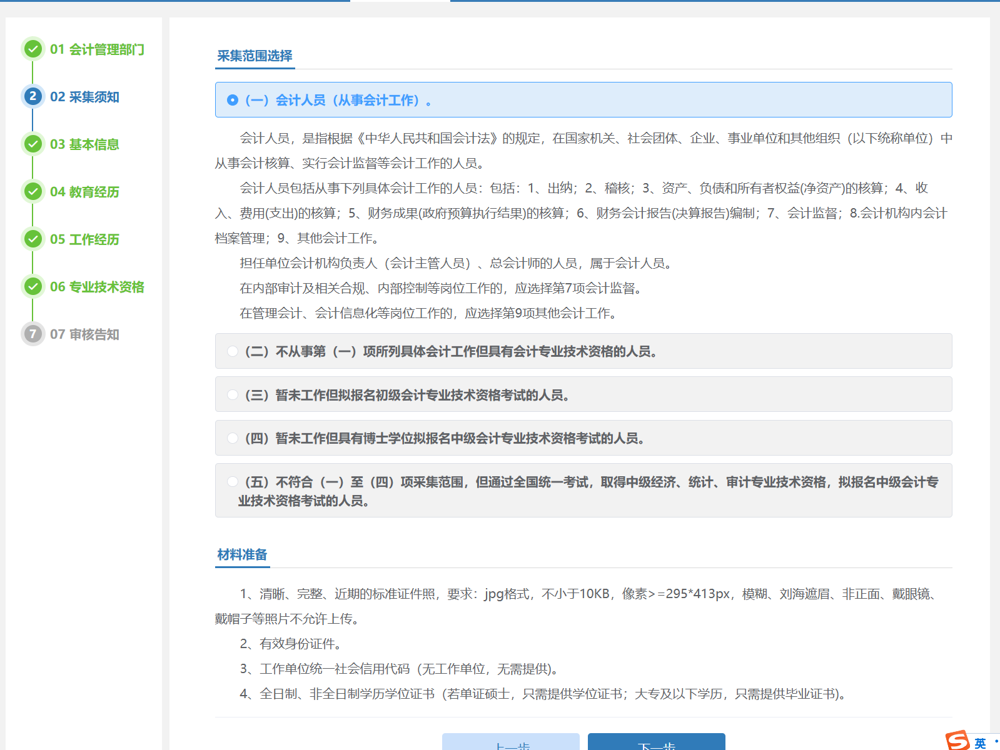 01 会计管理部门
2
02 采集须知
03 基本信息
04 教育经历
05 工作经历
06 专业技术资格
7
07 审核告知
采集范围选择
（一）会计人员（从事会计工作）。
会计人员，是指根据《中华人民共和国会计法》的规定，在国家机关、社会团体、企业、事业单位和其他组织（以下统称单位）中
从事会计核算、实行会计监督等会计工作的人员。
会计人员包括从事下列具体会计工作的人员：包括：1、出纳；2、稽核；3、资产、负债和所有者权益(净资产)的核算；4、收
入、费用(支出)的核算；5、财务成果(政府预算执行结果)的核算；6、财务会计报告(决算报告)编制；7、会计监督；8.会计机构内会计
档案管理；9、其他会计工作。
担任单位会计机构负责人（会计主管人员）、总会计师的人员，属于会计人员。
在内部审计及相关合规、内部控制等岗位工作的，应选择第7项会计监督。
在管理会计、会计信息化等岗位工作的，应选择第9项其他会计工作。
（二）不从事第（一）项所列具体会计工作但具有会计专业技术资格的人员。
（三）暂未工作但拟报名初级会计专业技术资格考试的人员。
（四）暂未工作但具有博士学位拟报名中级会计专业技术资格考试的人员。
（五）不符合（一）至（四）项采集范围，但通过全国统一考试，取得中级经济、统计、审计专业技术资格，拟报名中级会计专
业技术资格考试的人员。
材料准备
1、清晰、完整、近期的标准证件照，要求：jpg格式，不小于10KB，像素>=295*413px，模糊、刘海遮眉、非正面、戴眼镜、
戴帽子等照片不允许上传。
2、有效身份证件。
3、工作单位统一社会信用代码（无工作单位，无需提供)。
4、全日制、非全日制学历学位证书（若单证硕士，只需提供学位证书；大专及以下学历，只需提供毕业证书)。
上一步
下一步
S 英